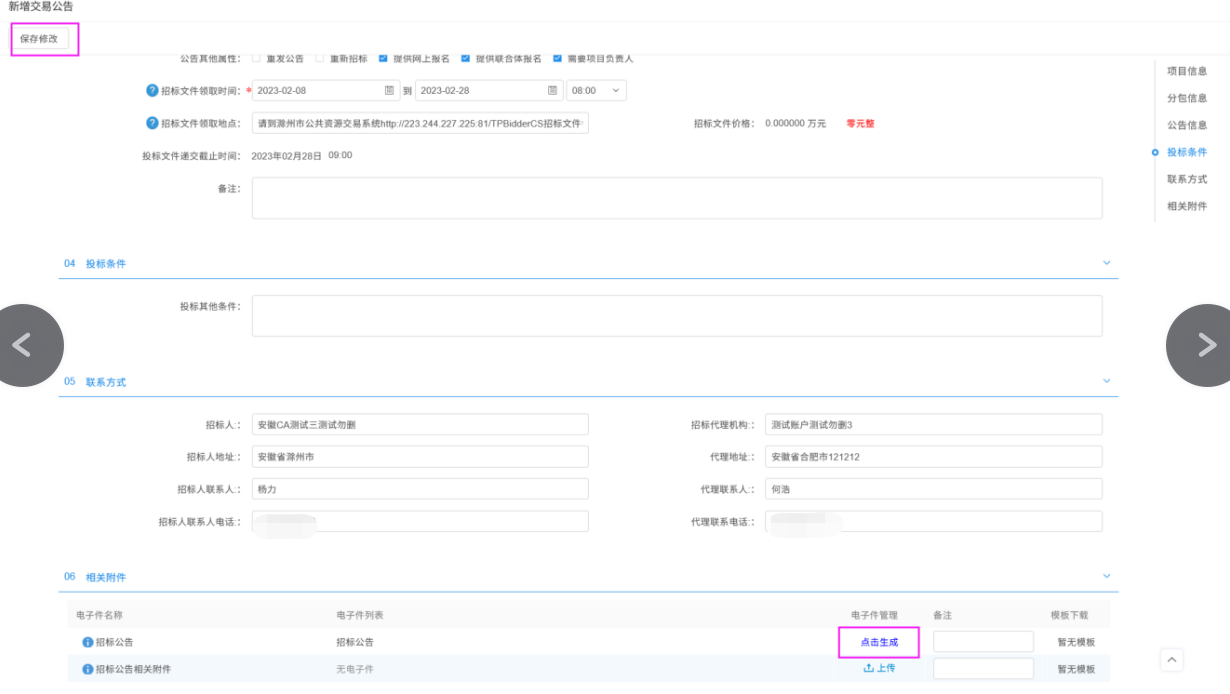 新增交易公告
保存修改
公告其他属性： 重发公告 重新招标 提供网上报名 提供联合体报名 需要项目负责人
项目信息
招标文件领取时间： * 2023-02-08 到 2023-02-28 08:00
分包信息
招标文件领取地点： 请到滁州市公共资源交易系统http://223.244.227.225:81/TPBidderCS招标文件 招标文件价格： 0.000000 万元 零元整
公告信息
投标文件递交截止时间： 2023年02月28日 09:00
投标条件
联系方式
备注：
相关附件
04 投标条件
投标其他条件：
05 联系方式
招标人:： 安徽CA测试三测试勿删 招标代理机构:： 测试账户测试勿删3
招标人地址:： 安徽省滁州市 代理地址:： 安徽省合肥市121212
招标人联系人:： 杨力 代理联系人:： 何浩
招标人联系人电话:： 代理联系电话:：
06 相关附件
电子件名称 电子件列表 电子件管理 备注 模板下载
招标公告 招标公告 点击生成 暂无模板
招标公告相关附件 无电子件 上传 暂无模板